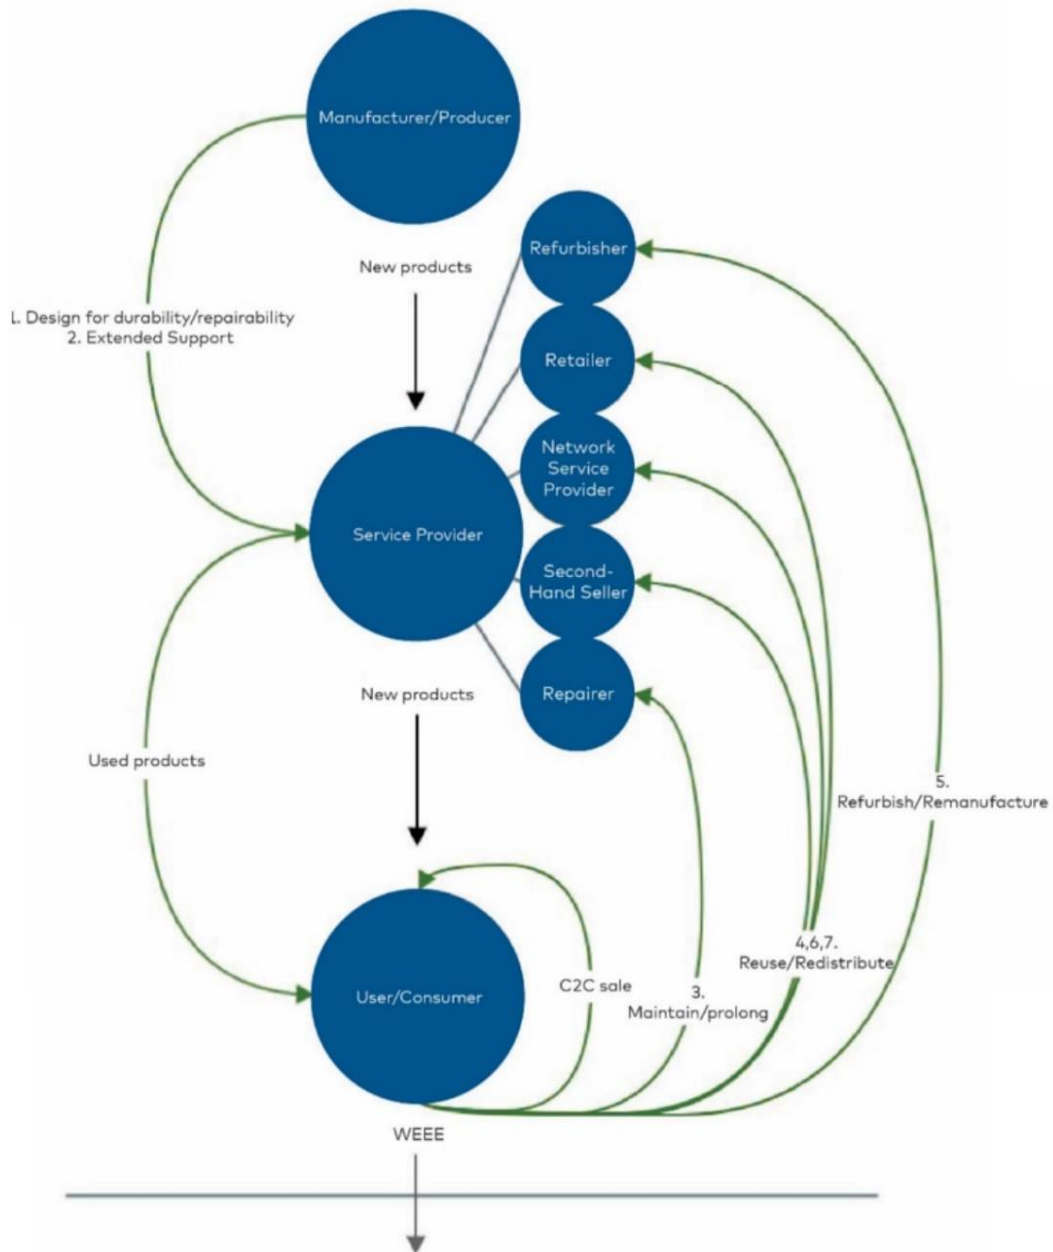 Manufacturer/Producer
Refurbisher
New products
1. Design for durability/repairability
2. Extended Support
Retailer
Network
Service
Provider
Service Provider
Second-
Hand Seller
New products
Repairer
Used products
5.
Refurbish/Remanufacture
4,6,7.
Reuse/Redistribute
C2C sale
3.
Maintain/prolong
User/Consumer
WEEE